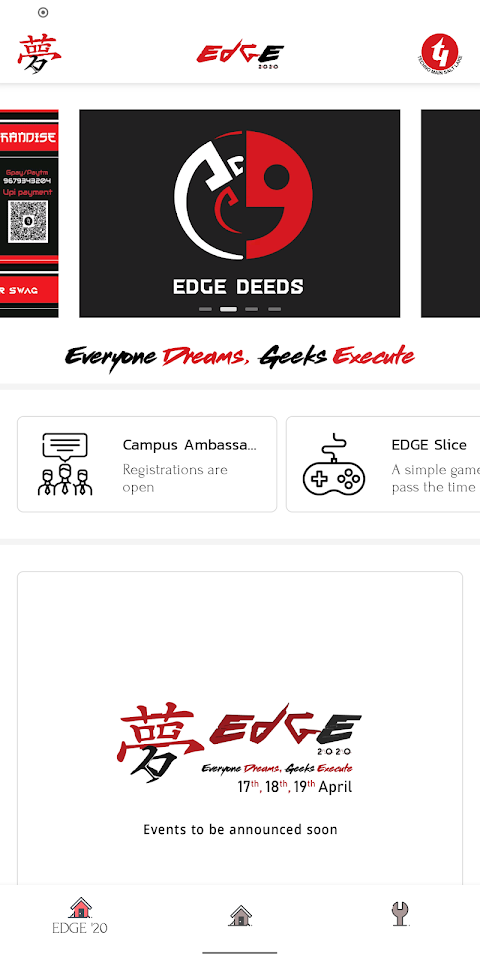 夢
EDGE
2020
TECHNO MAIN SALT LAKE
RANDISE
Gpay/Paytm
9679343204
Upi payment
R SWAG
EDGE DEEDS
Everyone Dreams, Geeks Execute
Campus Ambassa...
Registrations are
open
EDGE Slice
A simple game
pass the time
夢
EDGE
2020
Everyone Dreams, Geeks Execute
17th, 18th, 19th April
Events to be announced soon
EDGE '20